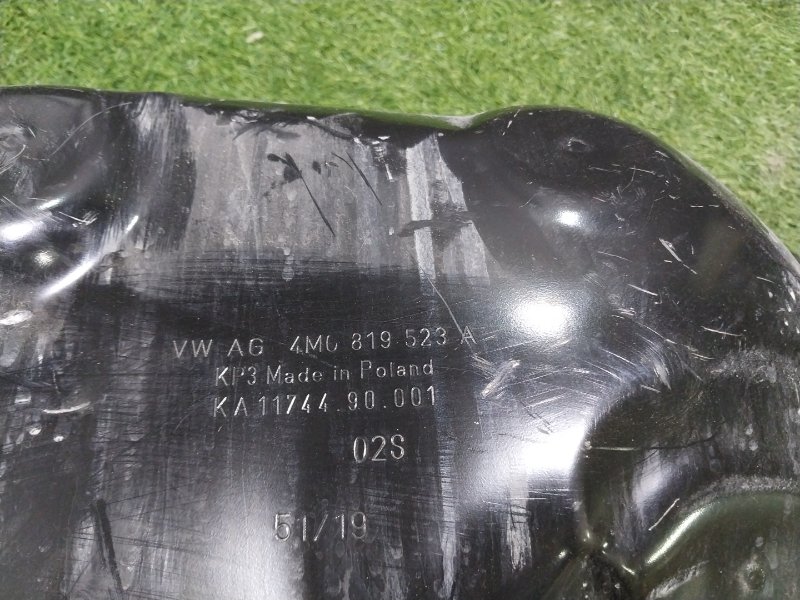 VW AG 4M0 819 523 A
KP3 Made in Poland
KA 11744.90.001
02S
51/19